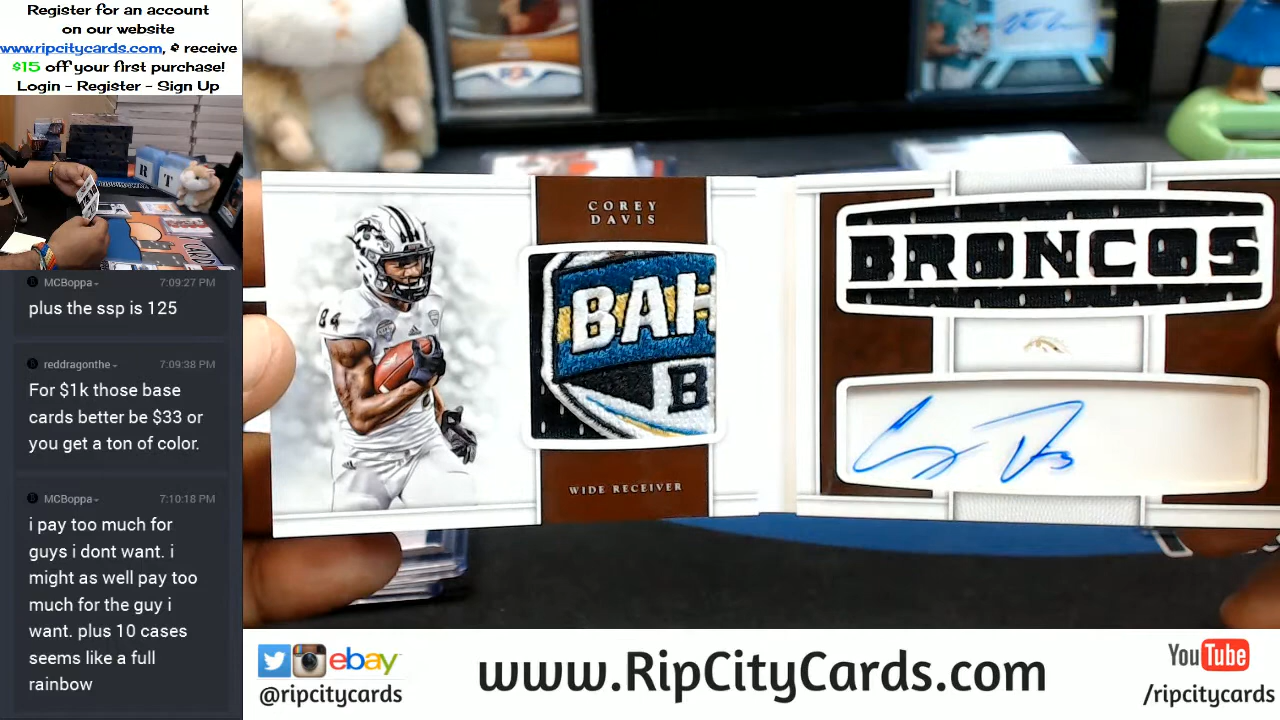 Register for an account
on our website
www.ripcitycards.com, & receive
$15 off your first purchase!
Login - Register - Sign Up
R T
MCBoppa 7:09:27 PM
plus the ssp is 125
reddragonthe 7:09:38 PM
For $1k those base
cards better be $33 or
you get a ton of color.
MCBoppa 7:10:18 PM
i pay too much for
guys i dont want. i
might as well pay too
much for the guy i
want. plus 10 cases
seems like a full
rainbow
COREY
DAVIS
84
BAH
B
WIDE RECEIVER
BRONCOS
ebay
@ripcitycards
www.RipCityCards.com
YouTube
/ripcitycards